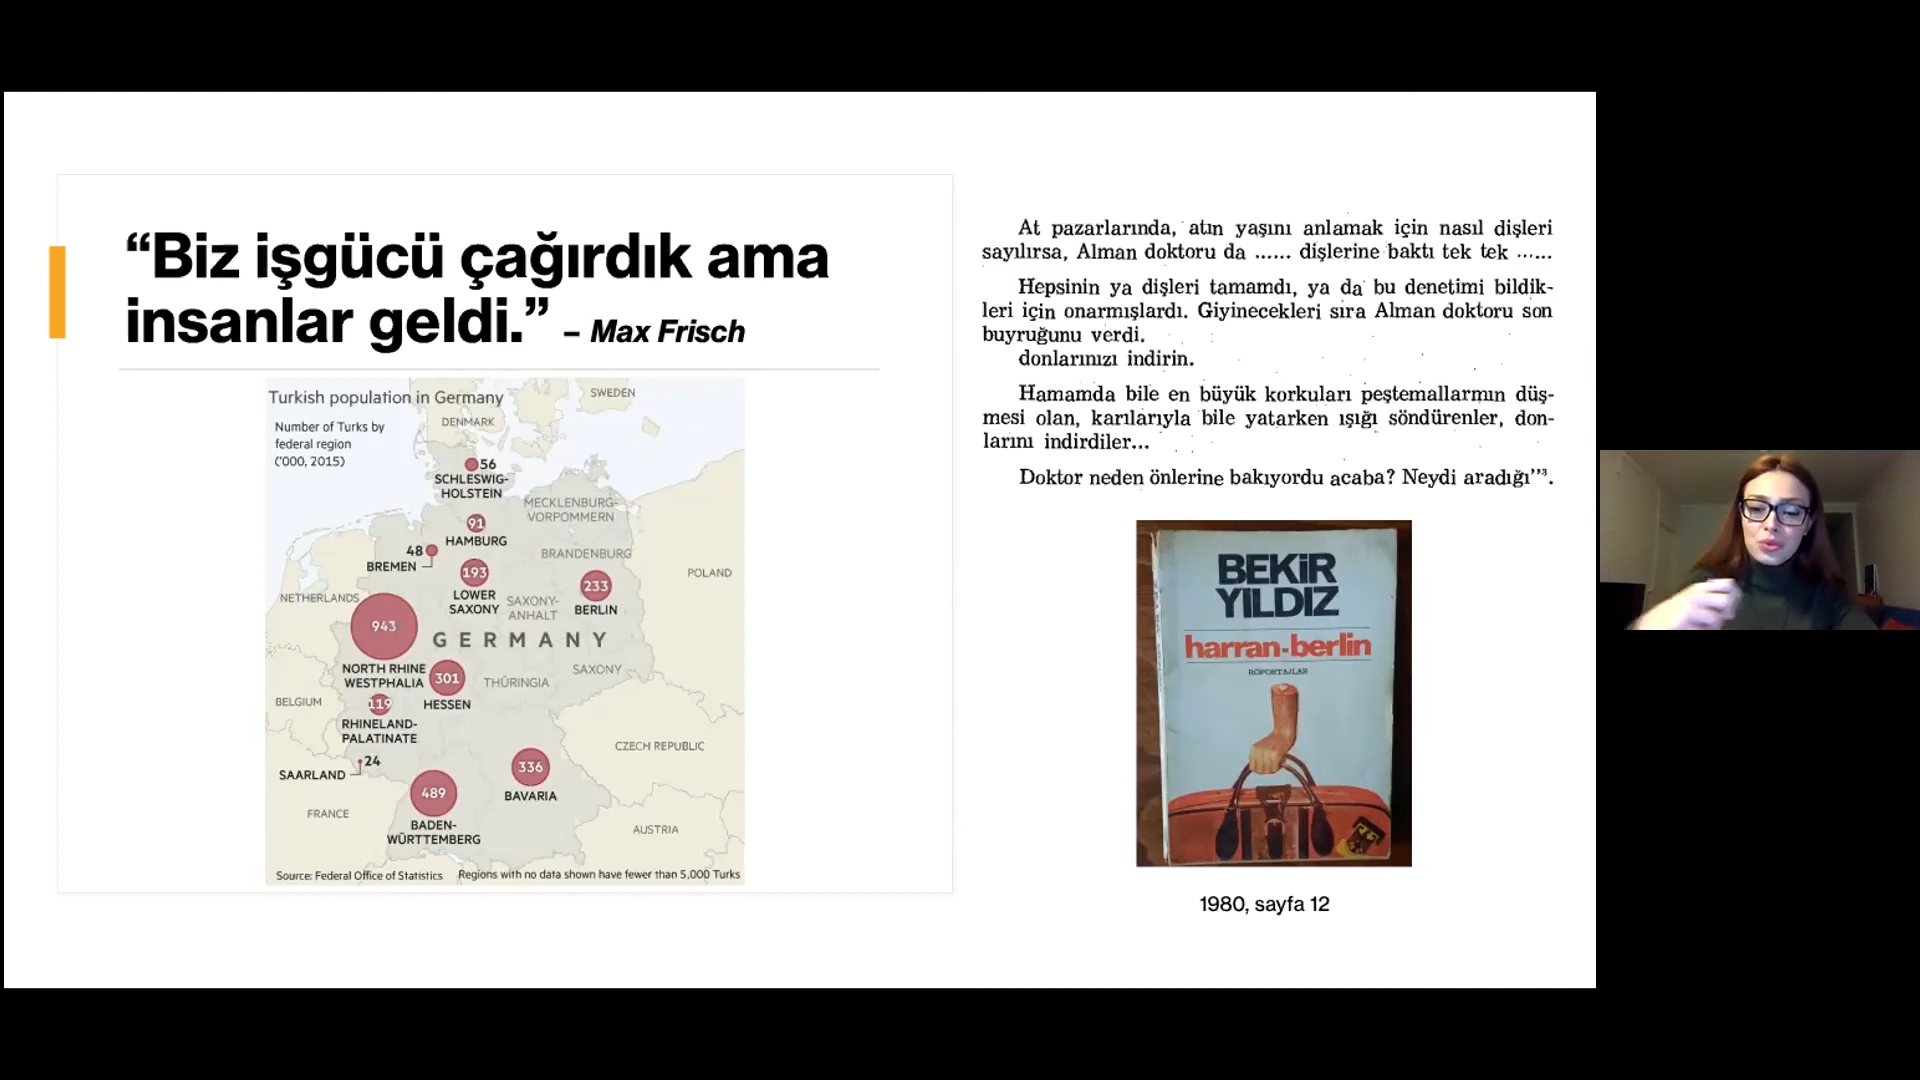 “Biz işgücü çağırdık ama
insanlar geldi.” – Max Frisch
Turkish population in Germany
Number of Turks by
federal region
('000, 2015)
SWEDEN
DENMARK
56
SCHLESWIG-
HOLSTEIN
MECKLENBURG-
VORPOMMERN
91
HAMBURG
48
BREMEN
BRANDENBURG
193
LOWER
SAXONY
SAXONY-
ANHALT
233
BERLIN
POLAND
NETHERLANDS
943
GERMANY
NORTH RHINE
WESTPHALIA
301
HESSEN
THÜRINGIA
SAXONY
BELGIUM
119
RHINELAND-
PALATINATE
CZECH REPUBLIC
24
SAARLAND
336
BAVARIA
489
BADEN-
WÜRTTEMBERG
FRANCE
AUSTRIA
Source: Federal Office of Statistics
Regions with no data shown have fewer than 5,000 Turks
At pazarlarında, atın yaşını anlamak için nasıl dişleri
sayılırsa, Alman doktoru da ...... dişlerine baktı tek tek ......
Hepsinin ya dişleri tamamdı, ya da bu denetimi bildik-
leri için onarmışlardı. Giyinecekleri sıra Alman doktoru son
buyruğunu verdi.
donlarınızı indirin.
Hamamda bile en büyük korkuları peştemallarının düş-
mesi olan, karılarıyla bile yatarken ışığı söndürenler, don-
larını indirdiler...
Doktor neden önlerine bakıyordu acaba? Neydi aradığı”³.
BEKİR
YILDIZ
harran-berlin
RÖPORTAJLAR
1980, sayfa 12